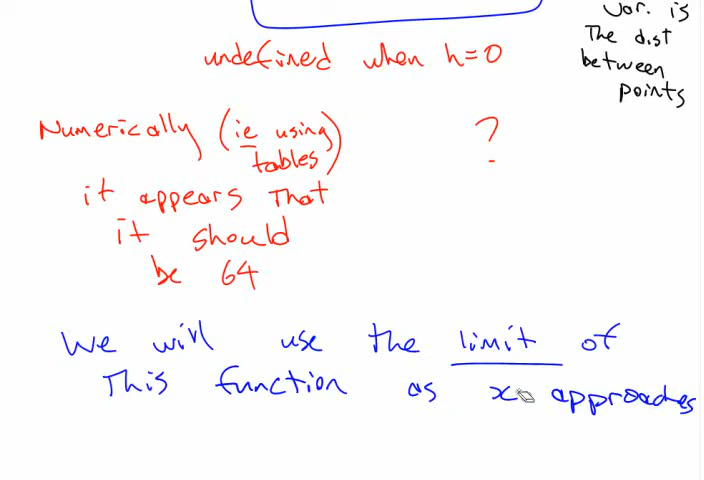 var. is
The dist
between
points
undefined when h=0
Numerically (ie using
tables)
?
it appears That
it should
be 64
We will use the limit of
This function as x approaches